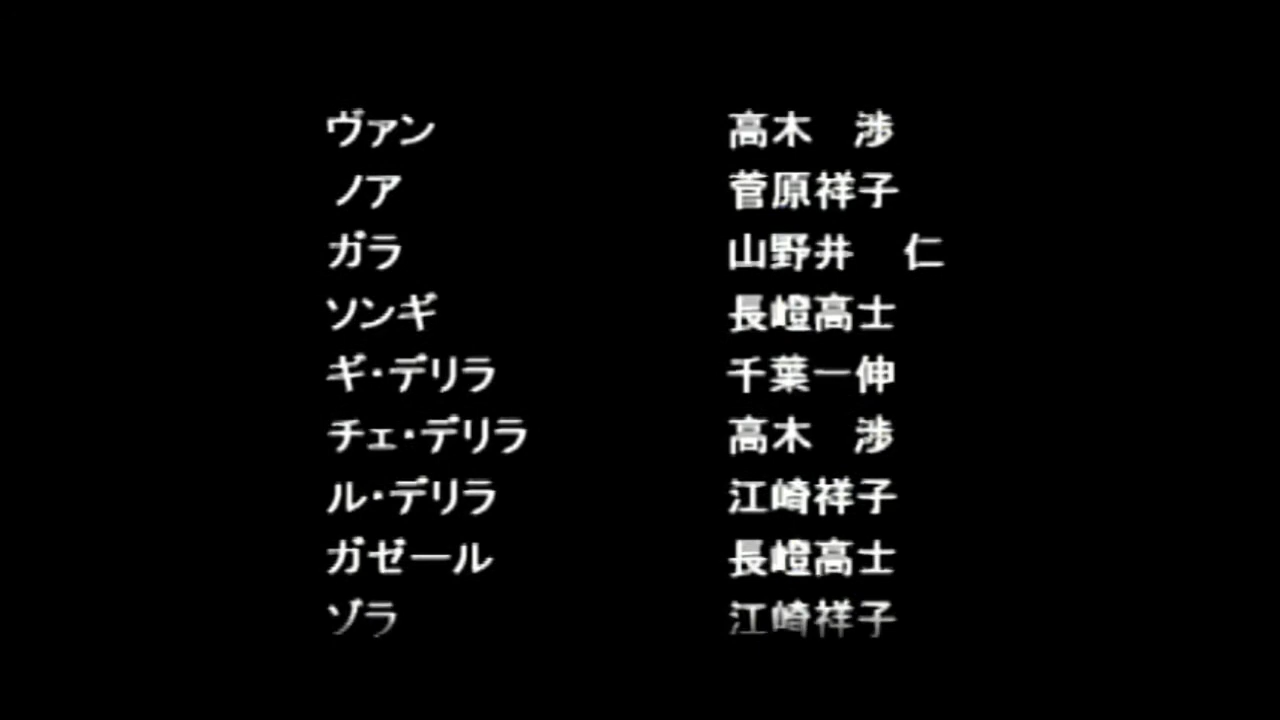 ヴァン 高木 渉
ノア 菅原祥子
ガラ 山野井 仁
ソンギ 長嶝高士
ギ・デリラ 千葉一伸
チェ・デリラ 高木 渉
ル・デリラ 江崎祥子
ガゼール 長嶝高士
ゾラ 江崎祥子